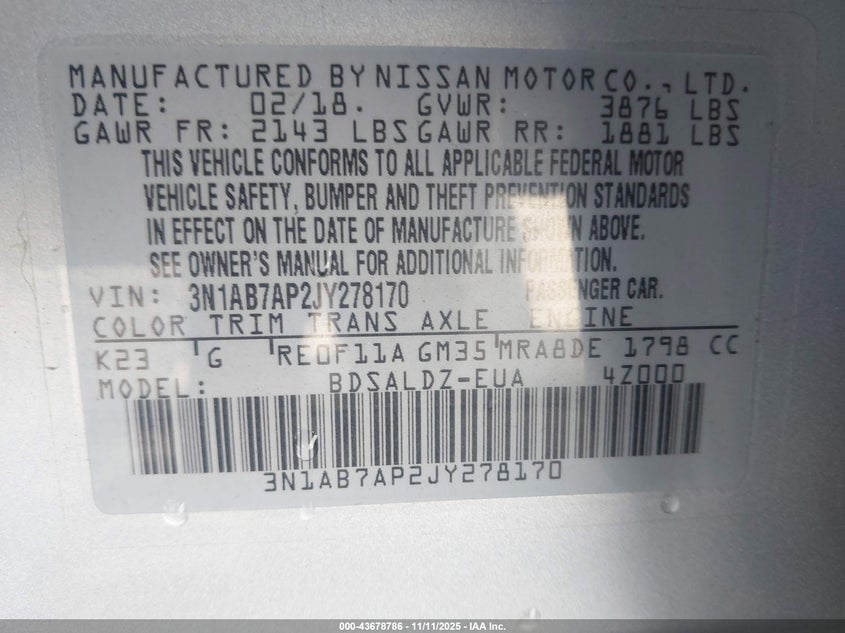 MANUFACTURED BY NISSAN MOTOR CO., LTD.
DATE: 02/18. GVWR: 3876 LBS
GAWR FR: 2143 LBS GAWR RR: 1881 LBS
THIS VEHICLE CONFORMS TO ALL APPLICABLE FEDERAL MOTOR
VEHICLE SAFETY, BUMPER AND THEFT PREVENTION STANDARDS
IN EFFECT ON THE DATE OF MANUFACTURE SHOWN ABOVE.
SEE OWNER'S MANUAL FOR ADDITIONAL INFORMATION.
VIN: 3N1AB7AP2JY278170 PASSENGER CAR.
COLOR TRIM TRANS AXLE ENGINE
K23 G RE0F11A GM35 MRA8DE 1798 CC
MODEL: BDSALDZ-EUA 4Z000
3N1AB7AP2JY278170
000-43678786 - 11/11/2025 - IAA Inc.